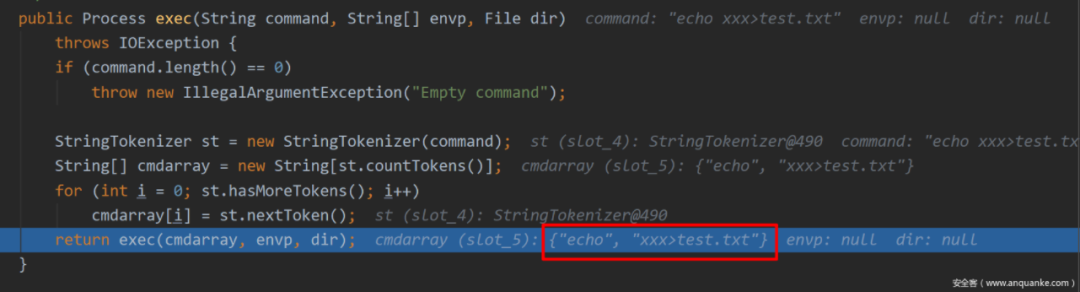 public Process exec(String command, String[] envp, File dir)  command: "echo xxx>test.txt"  envp: null  dir: null
    throws IOException {
    if (command.length() == 0)
        throw new IllegalArgumentException("Empty command");
    StringTokenizer st = new StringTokenizer(command);  st (slot_4): StringTokenizer@490  command: "echo xxx>test.tx
    String[] cmdarray = new String[st.countTokens()];  cmdarray (slot_5): {"echo", "xxx>test.txt"}
    for (int i = 0; st.hasMoreTokens(); i++)
        cmdarray[i] = st.nextToken();  st (slot_4): StringTokenizer@490
    return exec(cmdarray, envp, dir);  cmdarray (slot_5): {"echo", "xxx>test.txt"}  envp: null  dir: null
}
安全客（www.anquanke.com）